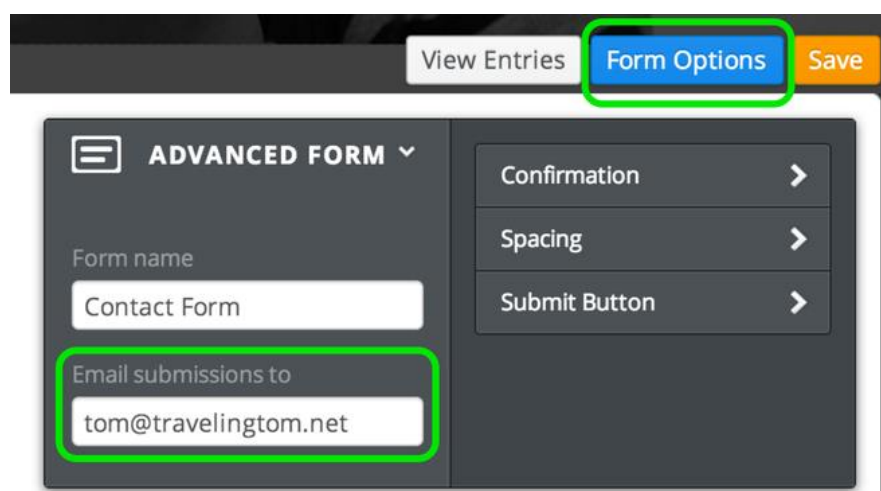 View Entries Form Options Save
ADVANCED FORM
Form name
Contact Form
Email submissions to
tom@travelingtom.net
Confirmation
Spacing
Submit Button